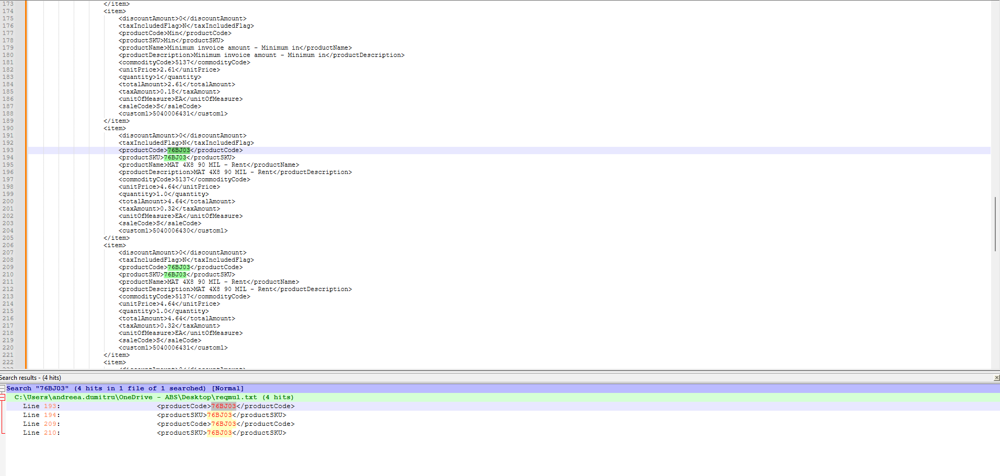 173 </item>
174 <item>
175 <discountAmount>0</discountAmount>
176 <taxIncludedFlag>N</taxIncludedFlag>
177 <productCode>Min</productCode>
178 <productSKU>Min</productSKU>
179 <productName>Minimum invoice amount - Minimum in</productName>
180 <productDescription>Minimum invoice amount - Minimum in</productDescription>
181 <commodityCode>5137</commodityCode>
182 <unitPrice>2.61</unitPrice>
183 <quantity>1</quantity>
184 <totalAmount>2.61</totalAmount>
185 <taxAmount>0.18</taxAmount>
186 <unitOfMeasure>EA</unitOfMeasure>
187 <saleCode>S</saleCode>
188 <custom1>5040006431</custom1>
189 </item>
190 <item>
191 <discountAmount>0</discountAmount>
192 <taxIncludedFlag>N</taxIncludedFlag>
193 <productCode>76BJ03</productCode>
194 <productSKU>76BJ03</productSKU>
195 <productName>MAT 4X8 90 MIL - Rent</productName>
196 <productDescription>MAT 4X8 90 MIL - Rent</productDescription>
197 <commodityCode>5137</commodityCode>
198 <unitPrice>4.64</unitPrice>
199 <quantity>1.0</quantity>
200 <totalAmount>4.64</totalAmount>
201 <taxAmount>0.32</taxAmount>
202 <unitOfMeasure>EA</unitOfMeasure>
203 <saleCode>S</saleCode>
204 <custom1>5040006430</custom1>
205 </item>
206 <item>
207 <discountAmount>0</discountAmount>
208 <taxIncludedFlag>N</taxIncludedFlag>
209 <productCode>76BJ03</productCode>
210 <productSKU>76BJ03</productSKU>
211 <productName>MAT 4X8 90 MIL - Rent</productName>
212 <productDescription>MAT 4X8 90 MIL - Rent</productDescription>
213 <commodityCode>5137</commodityCode>
214 <unitPrice>4.64</unitPrice>
215 <quantity>1.0</quantity>
216 <totalAmount>4.64</totalAmount>
217 <taxAmount>0.32</taxAmount>
218 <unitOfMeasure>EA</unitOfMeasure>
219 <saleCode>S</saleCode>
220 <custom1>5040006431</custom1>
221 </item>
222 <item>
223 <discountAmount>0</discountAmount>
Search results - (4 hits)
Search "76BJ03" (4 hits in 1 file of 1 searched) [Normal]
C:\Users\andreea.dumitru\OneDrive - ABS\Desktop\reqmul.txt (4 hits)
Line 193: <productCode>76BJ03</productCode>
Line 194: <productSKU>76BJ03</productSKU>
Line 209: <productCode>76BJ03</productCode>
Line 210: <productSKU>76BJ03</productSKU>